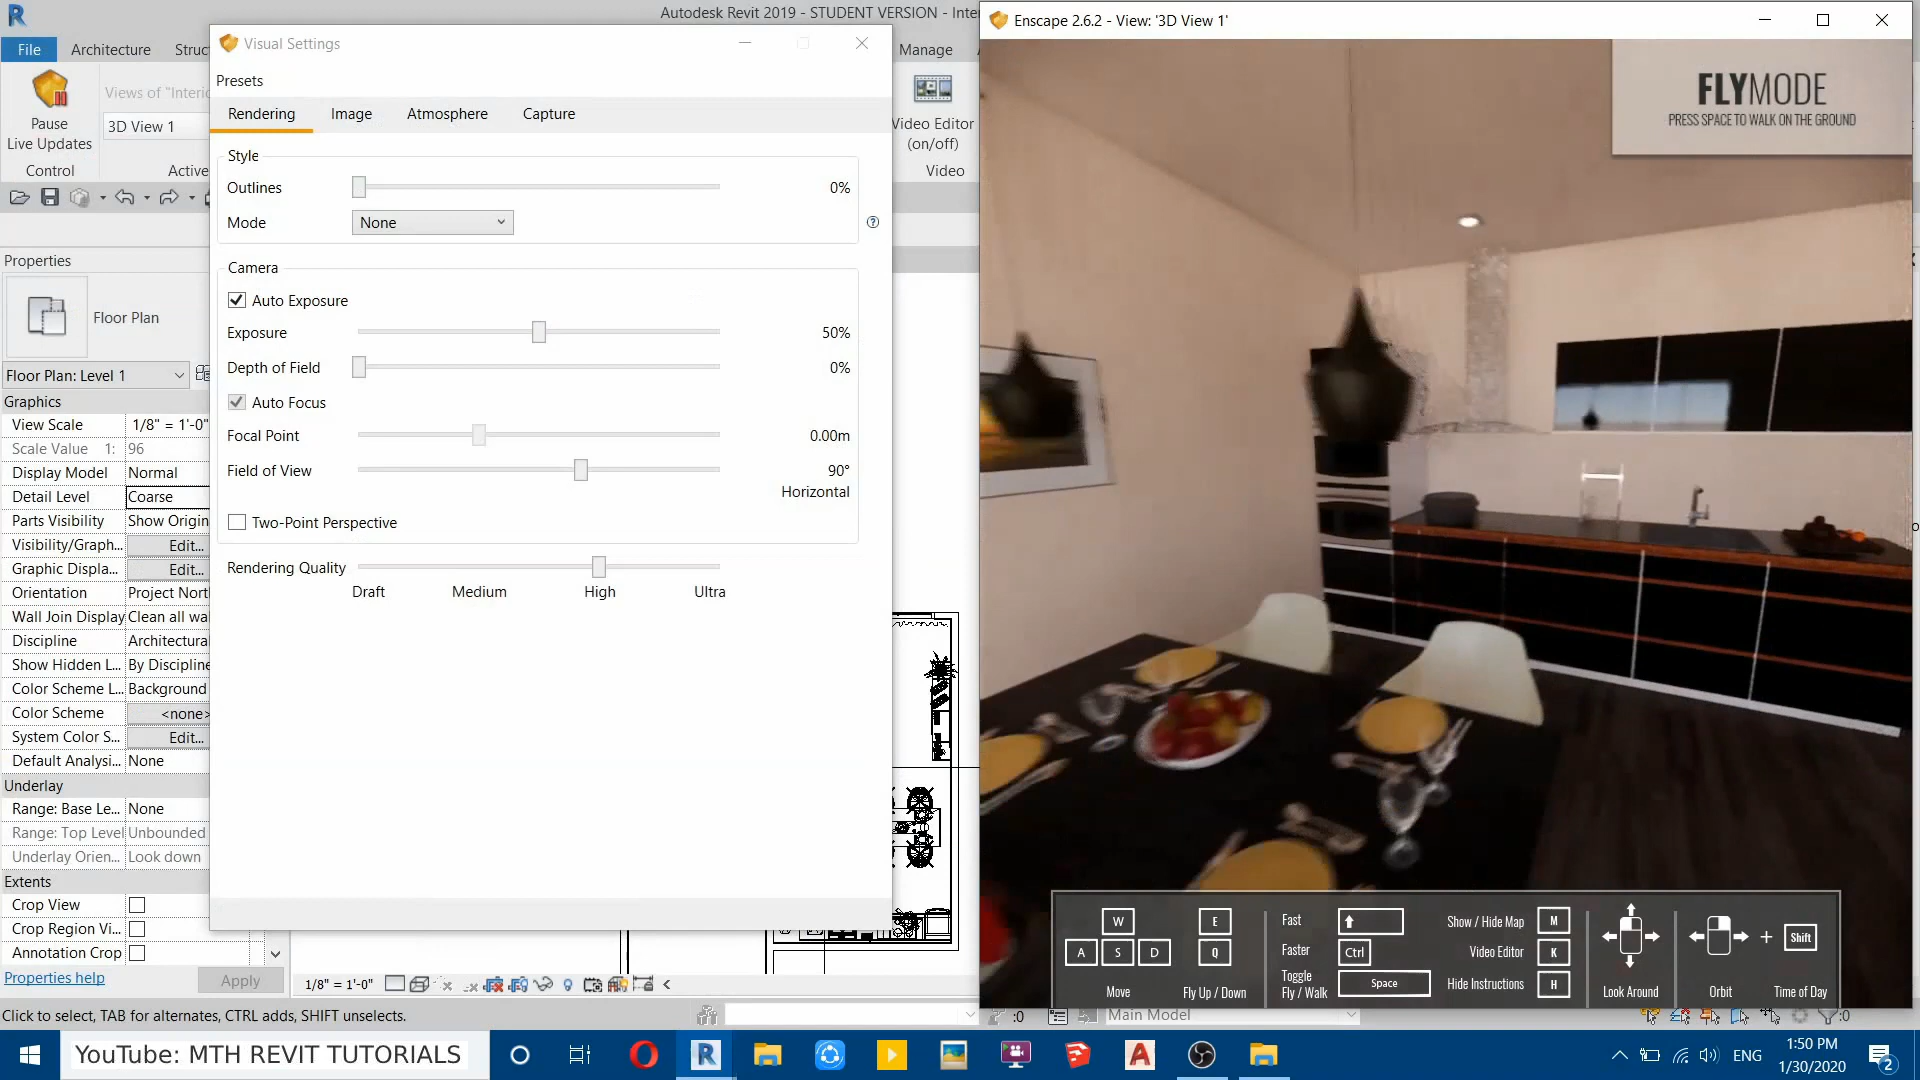 Autodesk Revit 2019 - STUDENT VERSION - Inte
File
Architecture
Struc
Manage
Pause
Live Updates
Control
Views of "Interio
3D View 1
Active
Video Editor
(on/off)
Video
Visual Settings
Presets
Rendering
Image
Atmosphere
Capture
Style
Outlines
0%
Mode
None
Camera
Auto Exposure
Exposure
50%
Depth of Field
0%
Auto Focus
Focal Point
0.00m
Field of View
90°
Horizontal
Two-Point Perspective
Rendering Quality
Draft
Medium
High
Ultra
Properties
Floor Plan
Floor Plan: Level 1
Graphics
View Scale
1/8" = 1'-0"
Scale Value 1:
96
Display Model
Normal
Detail Level
Coarse
Parts Visibility
Show Origin
Visibility/Graph...
Edit...
Graphic Displa...
Edit...
Orientation
Project Nort
Wall Join Display
Clean all wal
Discipline
Architectural
Show Hidden L...
By Discipline
Color Scheme L...
Background
Color Scheme
<none>
System Color S...
Edit...
Default Analysi...
None
Underlay
Range: Base Le...
None
Range: Top Level
Unbounded
Underlay Orien...
Look down
Extents
Crop View
Crop Region Vi...
Annotation Crop
Properties help
Apply
1/8" = 1'-0"
Click to select, TAB for alternates, CTRL adds, SHIFT unselects.
:0
Main Model
:0
Enscape 2.6.2 - View: '3D View 1'
FLYMODE
PRESS SPACE TO WALK ON THE GROUND
W
A
S
D
Move
E
Q
Fly Up / Down
Fast
Faster
Ctrl
Toggle
Fly / Walk
Space
Show / Hide Map
M
Video Editor
K
Hide Instructions
H
Look Around
Orbit
+
Shift
Time of Day
YouTube: MTH REVIT TUTORIALS
ENG
1:50 PM
1/30/2020
2